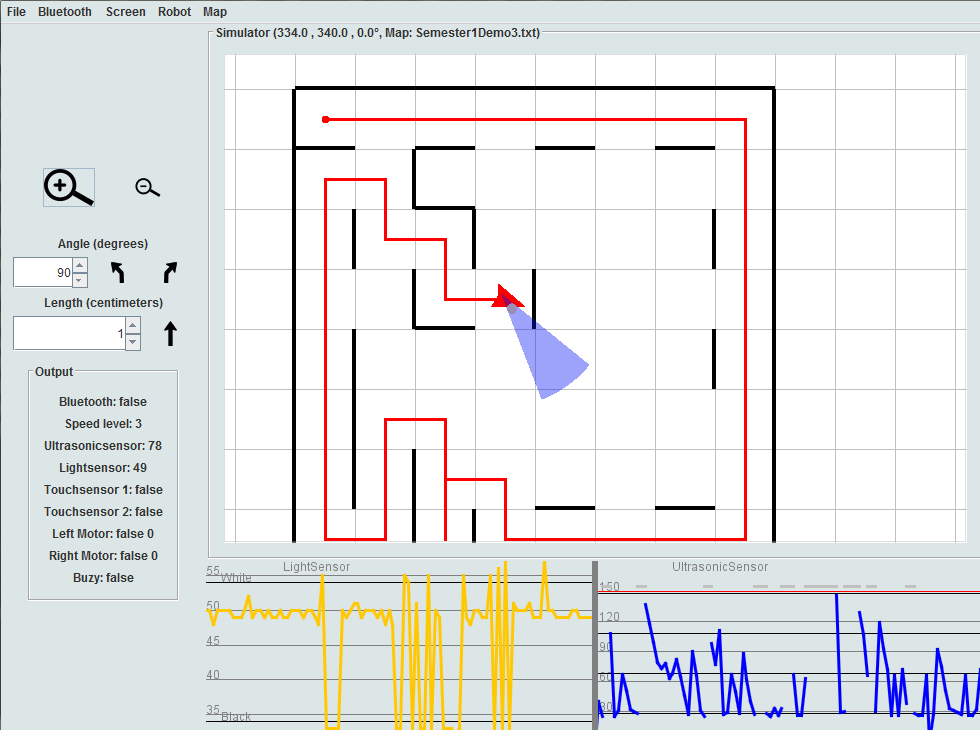 File Bluetooth Screen Robot Map
Simulator (334.0 , 340.0 , 0.0°, Map: Semester1Demo3.txt)
Angle (degrees)
90
Length (centimeters)
1
Output
Bluetooth: false
Speed level: 3
Ultrasonicsensor: 78
Lightsensor: 49
Touchsensor 1: false
Touchsensor 2: false
Left Motor: false 0
Right Motor: false 0
Buzy: false
LightSensor
55
White
50
45
40
35
Black
UltrasonicSensor
150
120
90
60
30